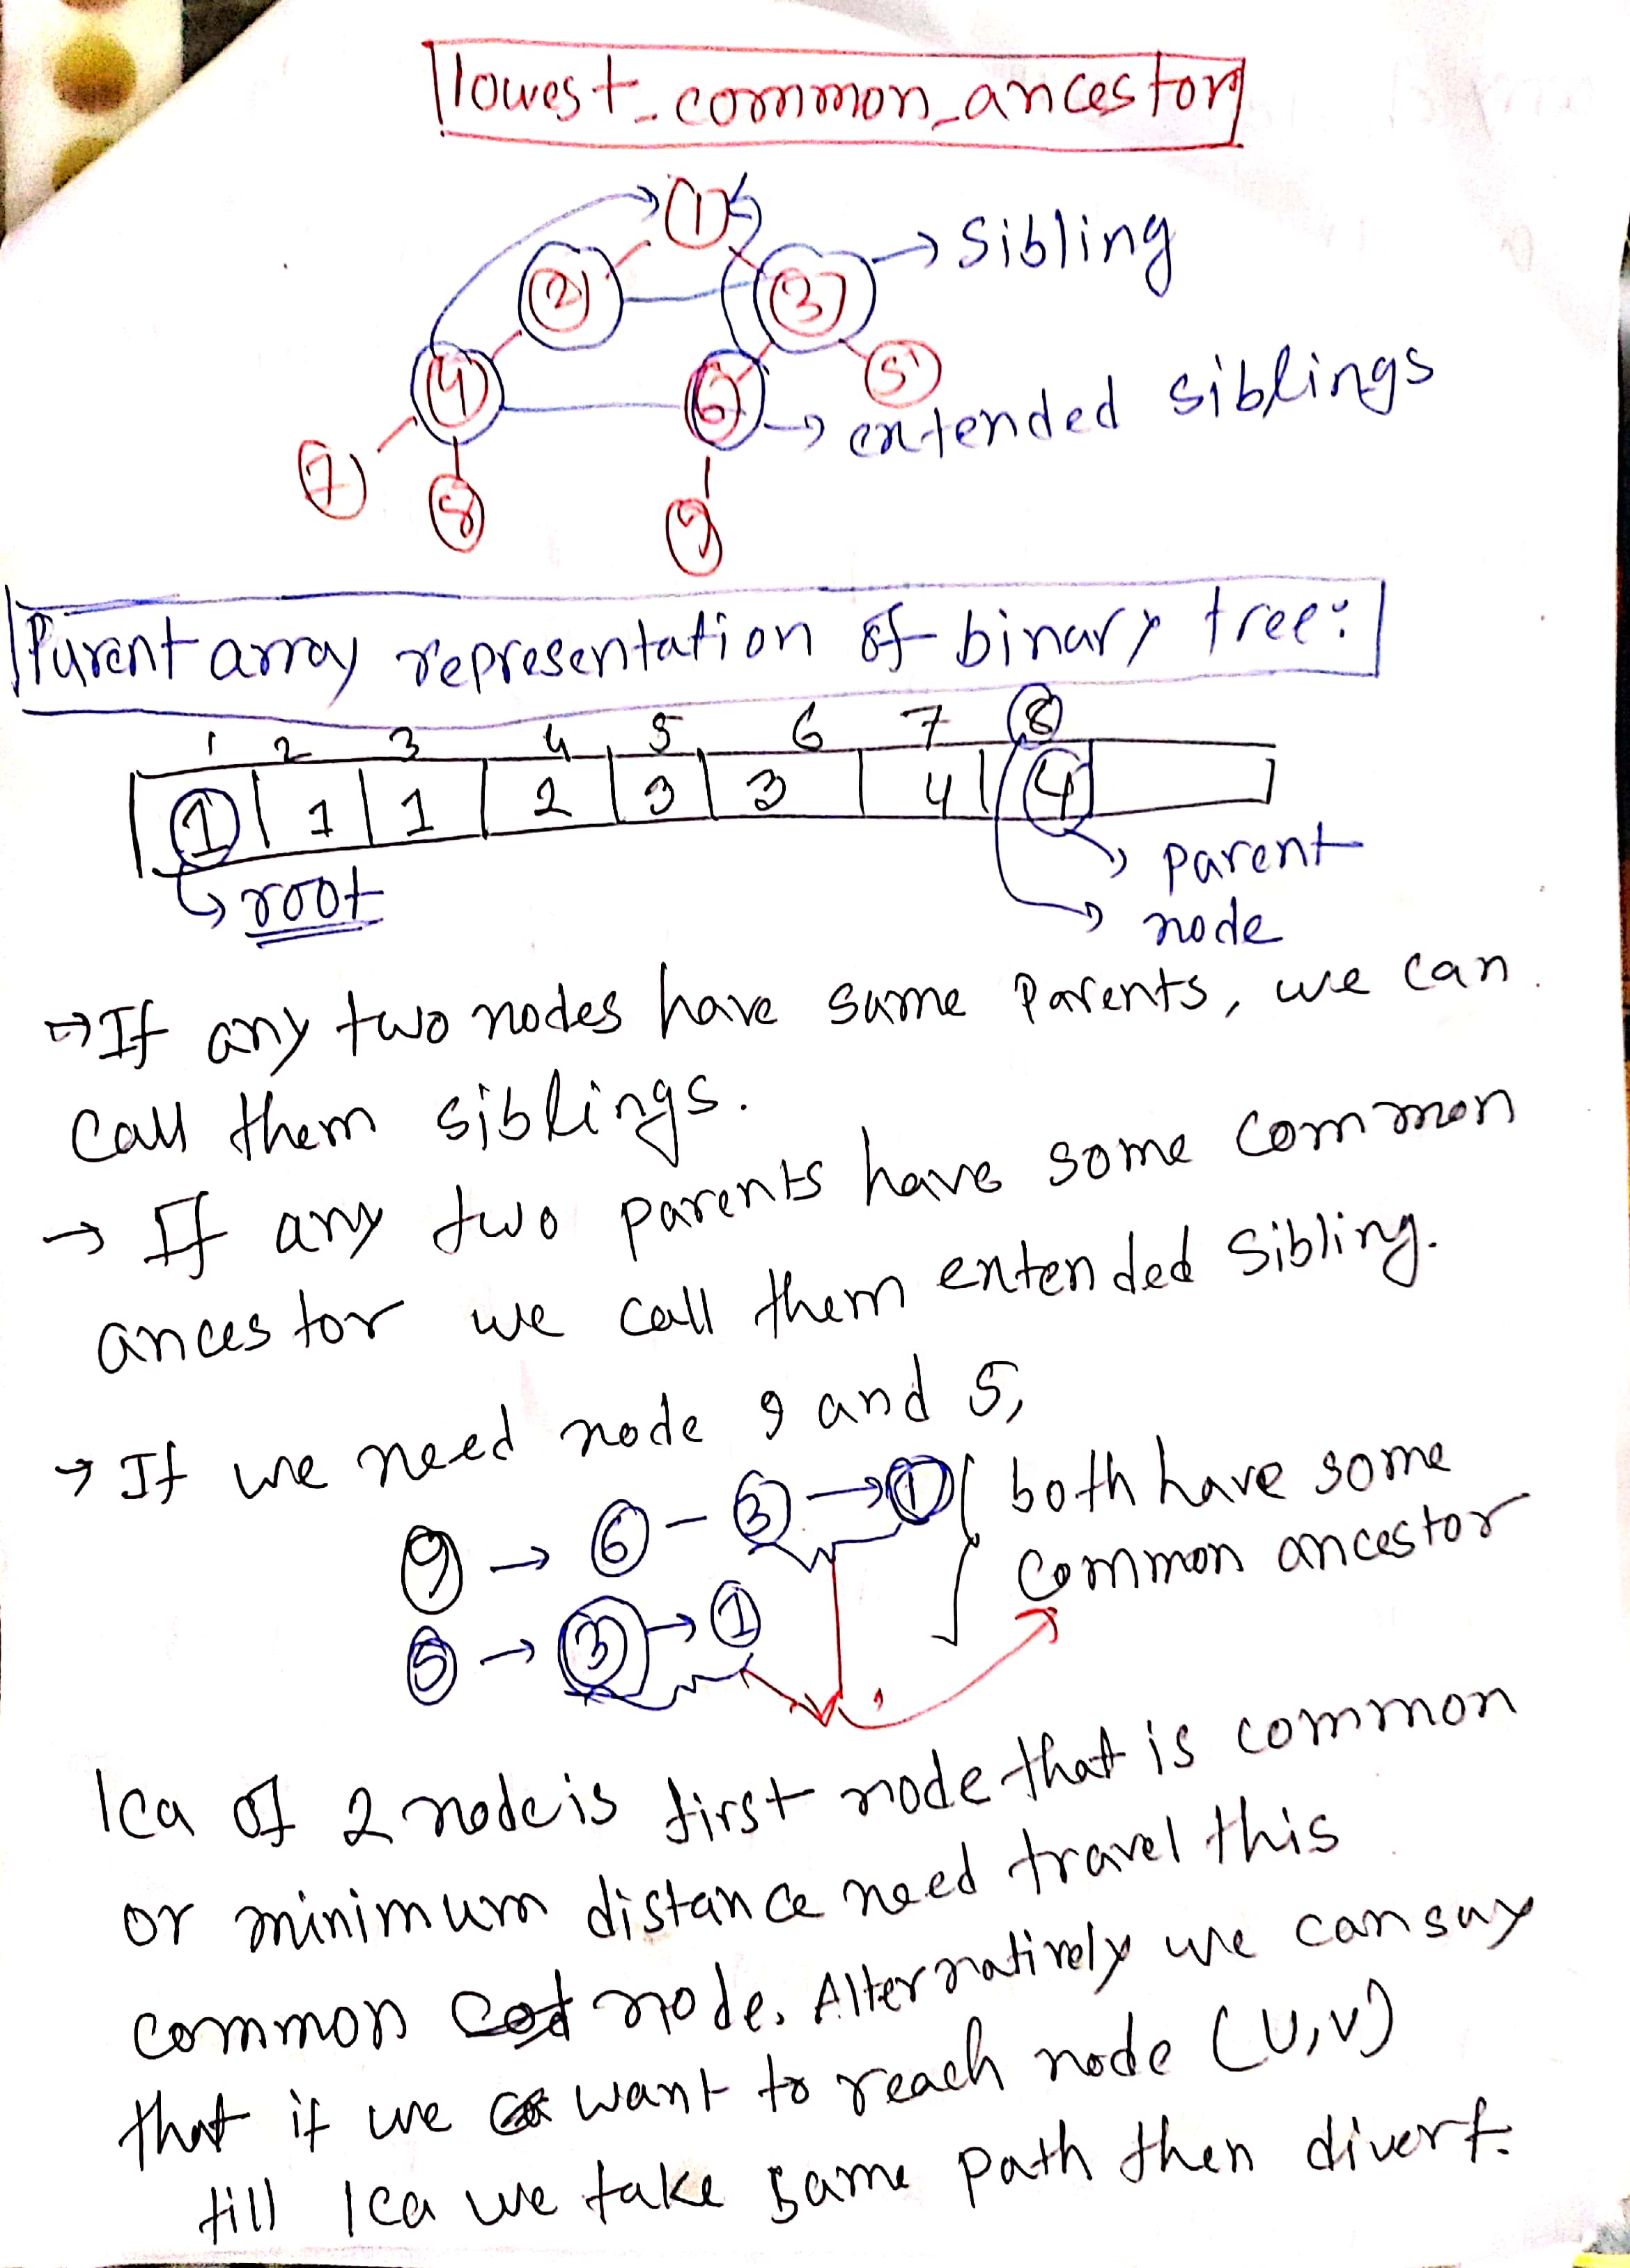 lowest_common_ancestor
1
2 3 → Sibling
4 6 5 → extended siblings
7 8 9
Parent array representation of binary tree:
1 2 3 4 5 6 7 8
1 1 1 2 3 3 4 4
root
parent
node
→ If any two nodes have same Parents, we can
call them siblings.
→ If any two parents have some common
ancestor we call them extended sibling.
→ If we need node 9 and 5,
9 → 6 - 3 → 1 both have some
common ancestor
5 → 3 → 1
lca of 2 node is first node that is common
or minimum distance need travel this
common node. Alternatively we can say
that if we want to reach node (U,V)
till lca we take same path then divert.